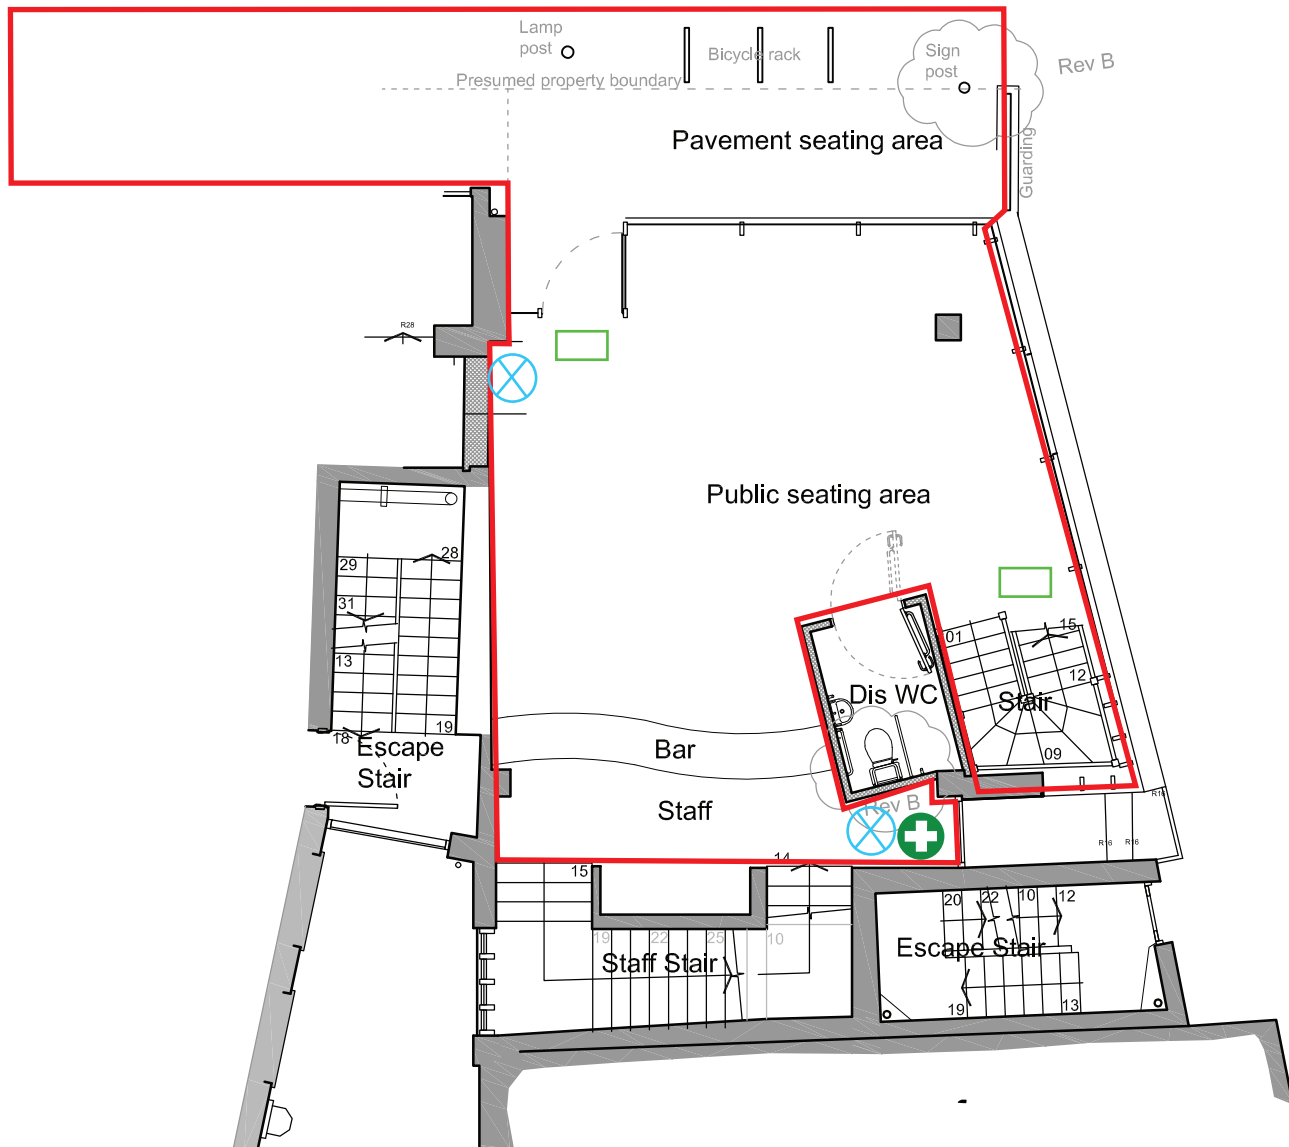 Lamp
post
Bicycle rack
Sign
post
Rev B
Presumed property boundary
Pavement seating area
Guarding
R28
Public seating area
28
29
31
13
19
18
Escape
Stair
01
15
12
Dis WC
Stair
09
Bar
Staff
Rev B
R16
R16
R16
15
14
20
22
10
12
19
22
25
10
Staff Stair
Escape Stair
19
13